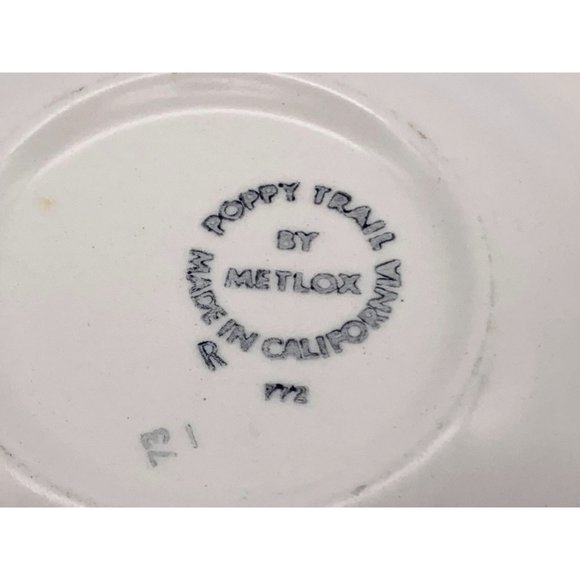 POPPY TRAIL
BY
METLOX
MADE IN CALIFORNIA
R
772
73